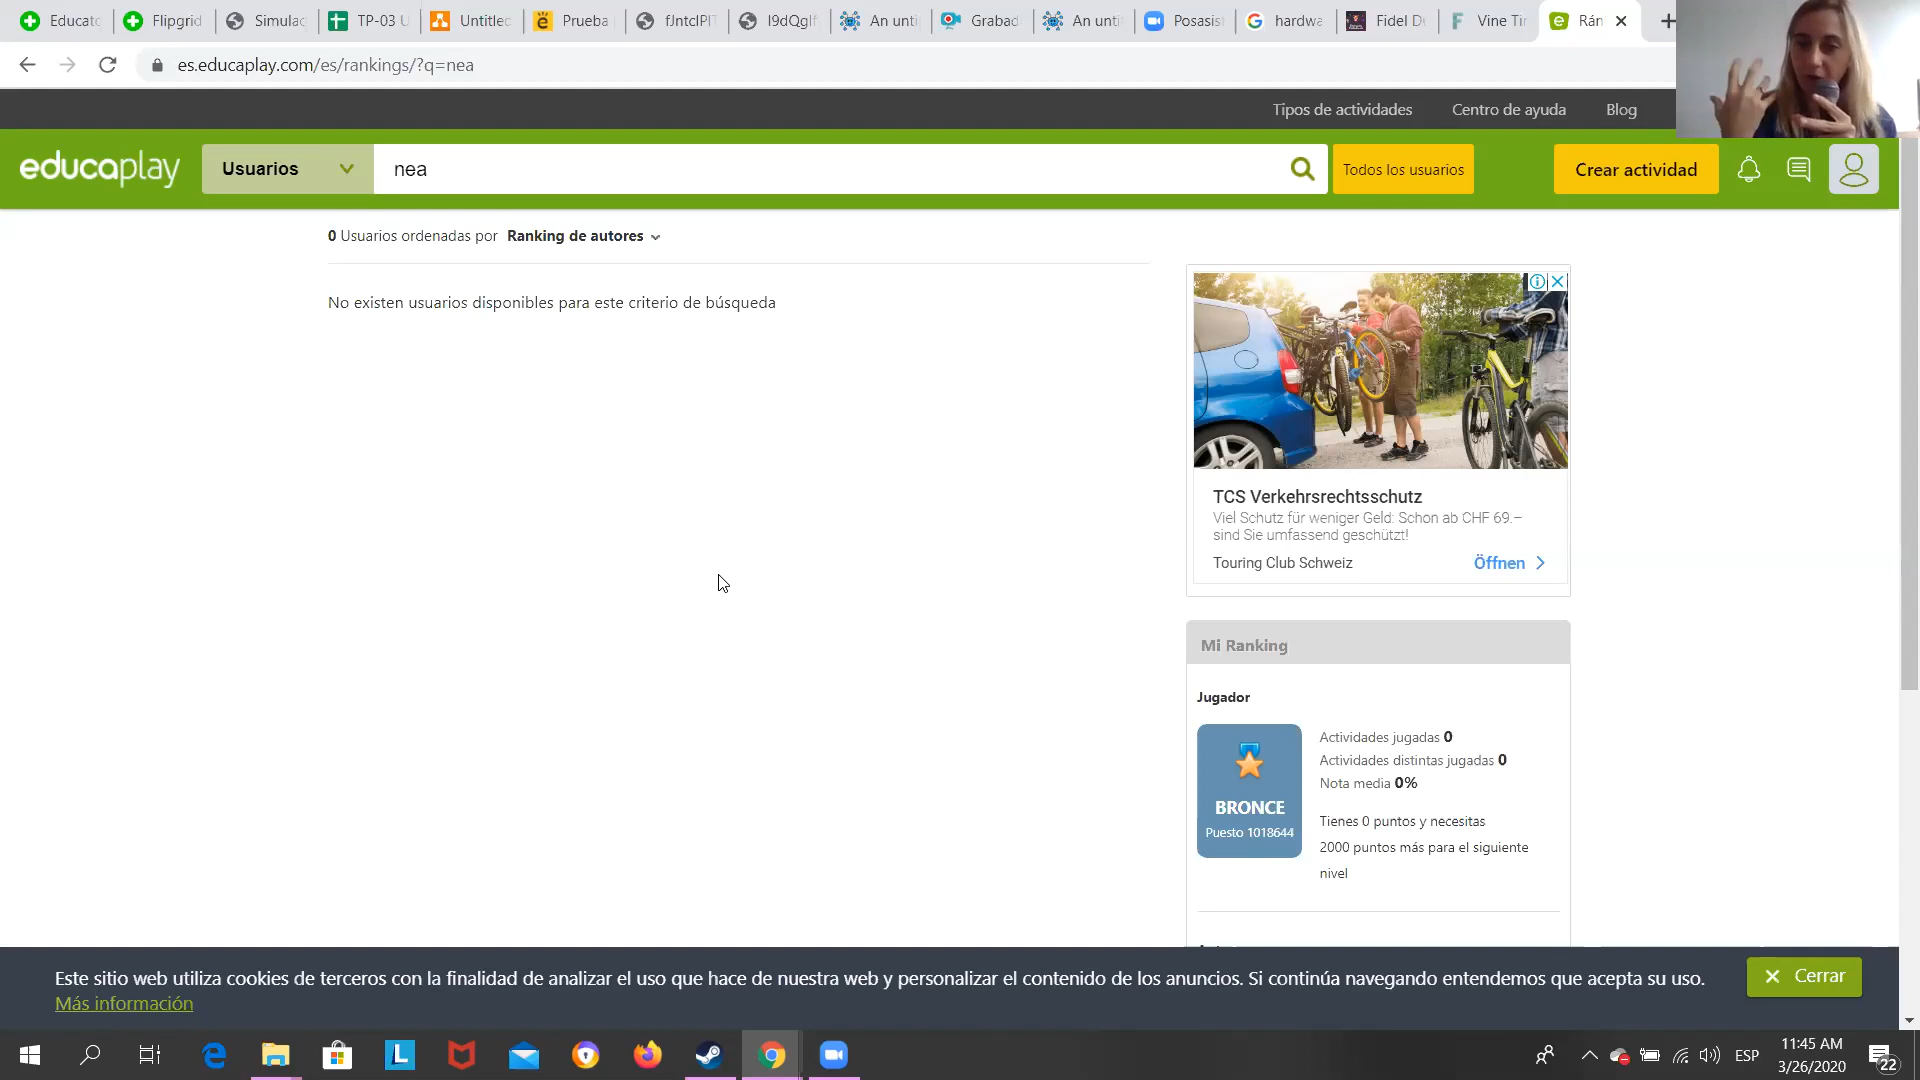 Educato
Flipgrid
Simulac
TP-03 U
Untitled
Prueba
fJntclPlT
I9dQglf
An unti
Grabad
An unti
Posasis
hardwa
Fidel D
Vine Tir
Rán
es.educaplay.com/es/rankings/?q=nea
Tipos de actividades Centro de ayuda Blog
educaplay Usuarios nea Todos los usuarios Crear actividad
0 Usuarios ordenadas por Ranking de autores
No existen usuarios disponibles para este criterio de búsqueda
TCS Verkehrsrechtsschutz
Viel Schutz für weniger Geld: Schon ab CHF 69.–
sind Sie umfassend geschützt!
Touring Club Schweiz Öffnen
Mi Ranking
Jugador
BRONCE
Puesto 1018644
Actividades jugadas 0
Actividades distintas jugadas 0
Nota media 0%
Tienes 0 puntos y necesitas
2000 puntos más para el siguiente
nivel
Este sitio web utiliza cookies de terceros con la finalidad de analizar el uso que hace de nuestra web y personalizar el contenido de los anuncios. Si continúa navegando entendemos que acepta su uso.
Más información
Cerrar
ESP
11:45 AM
3/26/2020
22